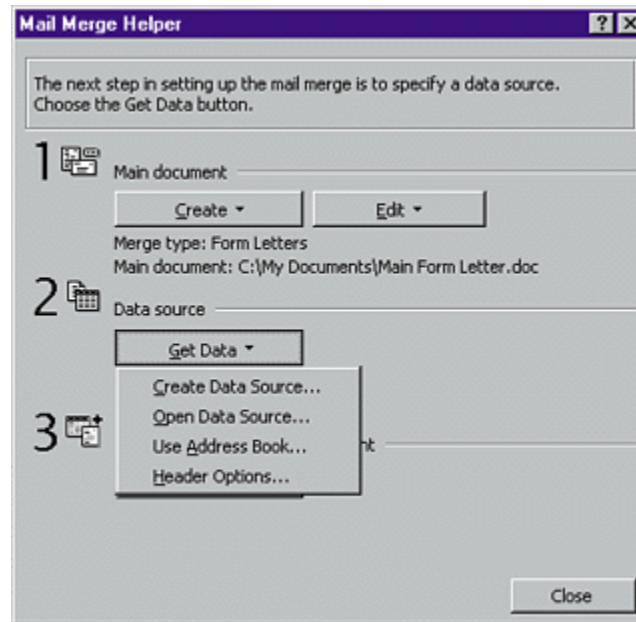 Mail Merge Helper
The next step in setting up the mail merge is to specify a data source.
Choose the Get Data button.
1 Main document
Create Edit
Merge type: Form Letters
Main document: C:\My Documents\Main Form Letter.doc
2 Data source
Get Data
Create Data Source...
Open Data Source...
3
Use Address Book...
Header Options...
Close